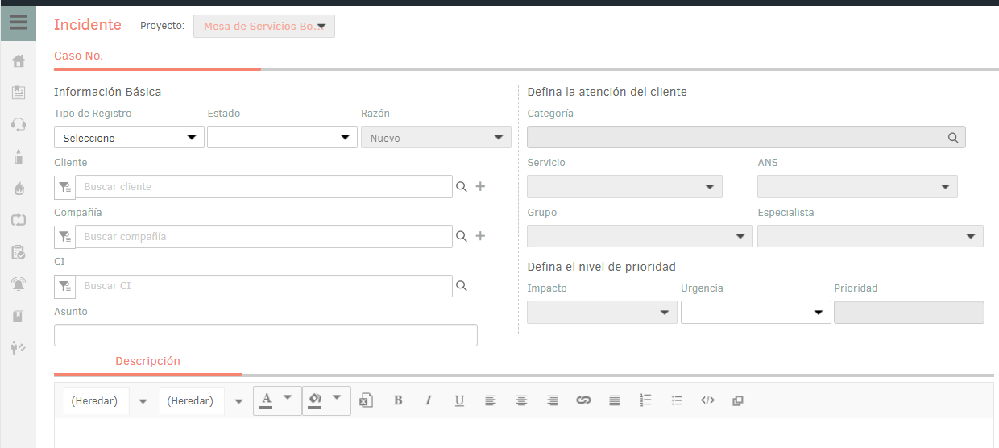 Incidente Proyecto: Mesa de Servicios Bo...
Caso No.
Información Básica
Tipo de Registro Estado Razón
Seleccione Nuevo
Cliente
Buscar cliente
Compañía
Buscar compañía
CI
Buscar CI
Asunto
Defina la atención del cliente
Categoría
Servicio ANS
Grupo Especialista
Defina el nivel de prioridad
Impacto Urgencia Prioridad
Descripción
(Heredar) (Heredar) A B I U